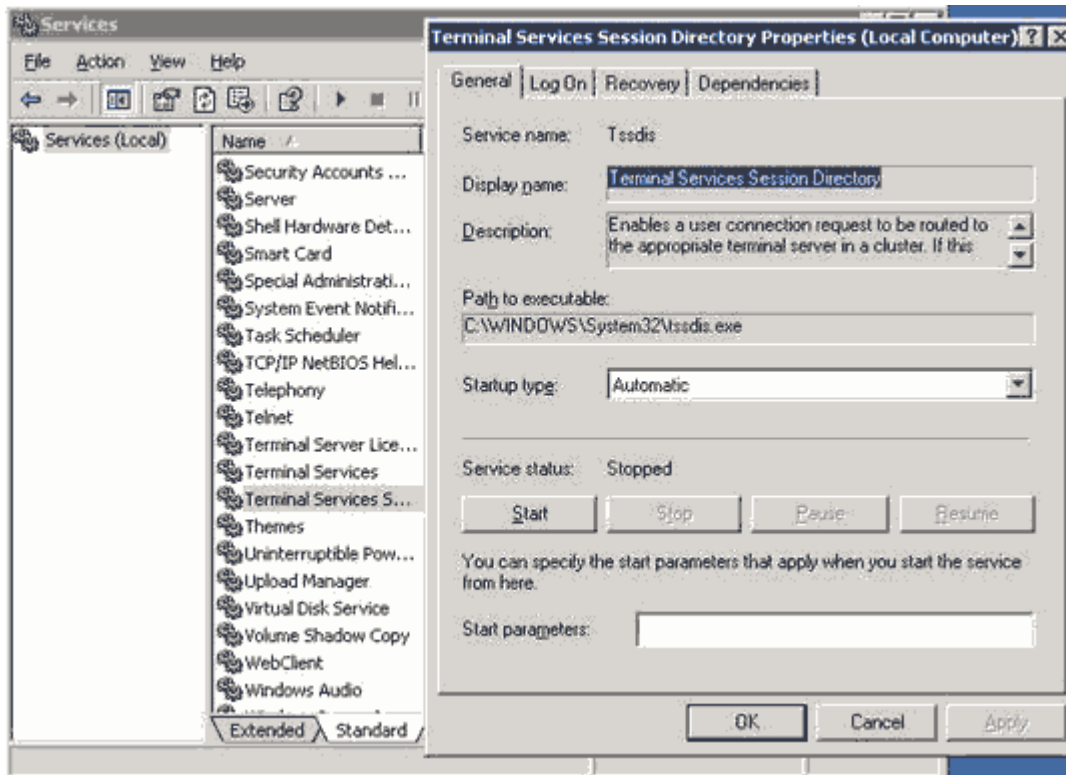 Services
File Action View Help
Services (Local)
Name
Security Accounts ...
Server
Shell Hardware Det...
Smart Card
Special Administrati...
System Event Notifi...
Task Scheduler
TCP/IP NetBIOS Hel...
Telephony
Telnet
Terminal Server Lice...
Terminal Services
Terminal Services S...
Themes
Uninterruptible Pow...
Upload Manager
Virtual Disk Service
Volume Shadow Copy
WebClient
Windows Audio
Extended Standard
Terminal Services Session Directory Properties (Local Computer)
General Log On Recovery Dependencies
Service name: Tssdis
Display name: Terminal Services Session Directory
Description: Enables a user connection request to be routed to
the appropriate terminal server in a cluster. If this
Path to executable:
C:\WINDOWS\System32\tssdis.exe
Startup type: Automatic
Service status: Stopped
Start Stop Pause Resume
You can specify the start parameters that apply when you start the service
from here.
Start parameters:
OK Cancel Apply